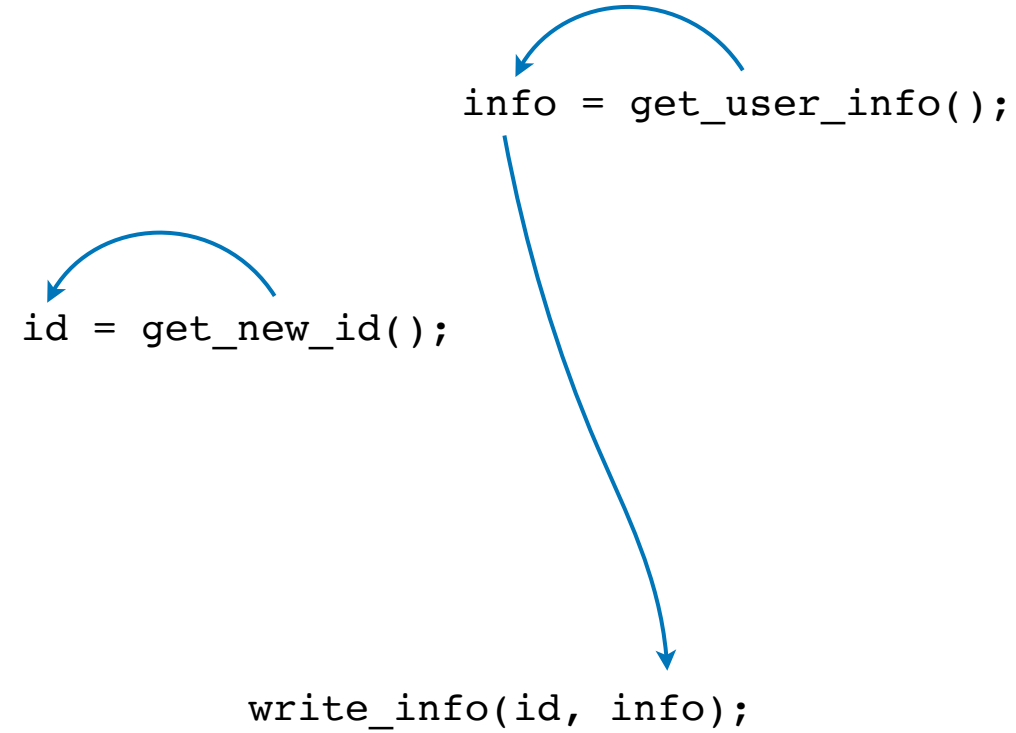 info = get_user_info();
id = get_new_id();
write_info(id, info);